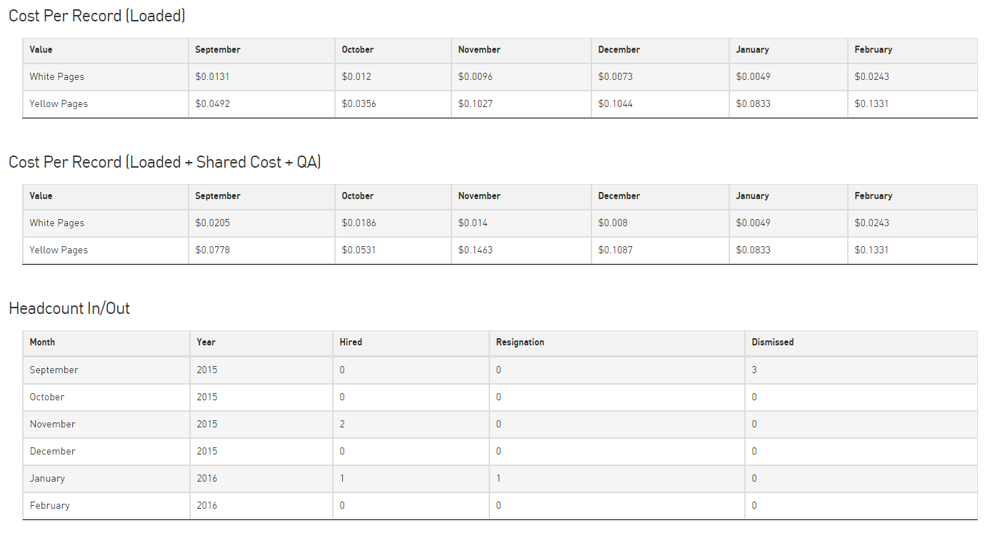 Cost Per Record (Loaded)
Value September October November December January February
White Pages $0.0131 $0.012 $0.0096 $0.0073 $0.0049 $0.0243
Yellow Pages $0.0492 $0.0356 $0.1027 $0.1044 $0.0833 $0.1331
Cost Per Record (Loaded + Shared Cost + QA)
Value September October November December January February
White Pages $0.0205 $0.0186 $0.014 $0.008 $0.0049 $0.0243
Yellow Pages $0.0778 $0.0531 $0.1463 $0.1087 $0.0833 $0.1331
Headcount In/Out
Month Year Hired Resignation Dismissed
September 2015 0 0 3
October 2015 0 0 0
November 2015 2 0 0
December 2015 0 0 0
January 2016 1 1 0
February 2016 0 0 0